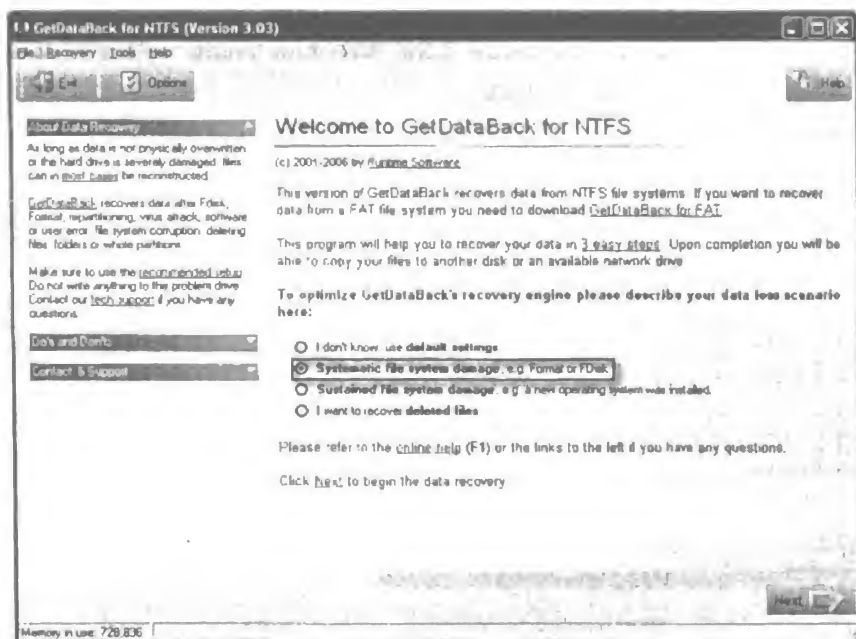 GetDataBack for NTFS (Version 3.03)
File Recovery Tools Help
Exit Options Help
About Data Recovery
As long as data is not physically overwritten
or the hard drive is severely damaged files
can in most cases be reconstructed
GetDataBack recovers data after Fdisk,
Format, repartitioning, virus attack, software
or user error, file system corruption, deleting
files, folders or whole partitions
Make sure to use the recommended setup
Do not write anything to the problem drive
Contact our tech support if you have any
questions
Do's and Don'ts
Contact & Support
Welcome to GetDataBack for NTFS
(c) 2001-2006 by Runtime Software
This version of GetDataBack recovers data from NTFS file systems. If you want to recover
data from a FAT file system you need to download GetDataBack for FAT
This program will help you to recover your data in 3 easy steps. Upon completion you will be
able to copy your files to another disk or an available network drive
To optimize GetDataBack's recovery engine please describe your data loss scenario
here:
I don't know, use default settings
Systematic file system damage, e.g. Format or FDisk
Sustained file system damage, e.g. a new operating system was installed.
I want to recover deleted files
Please refer to the online help (F1) or the links to the left if you have any questions.
Click Next to begin the data recovery
Next
Memory in use: 728,836